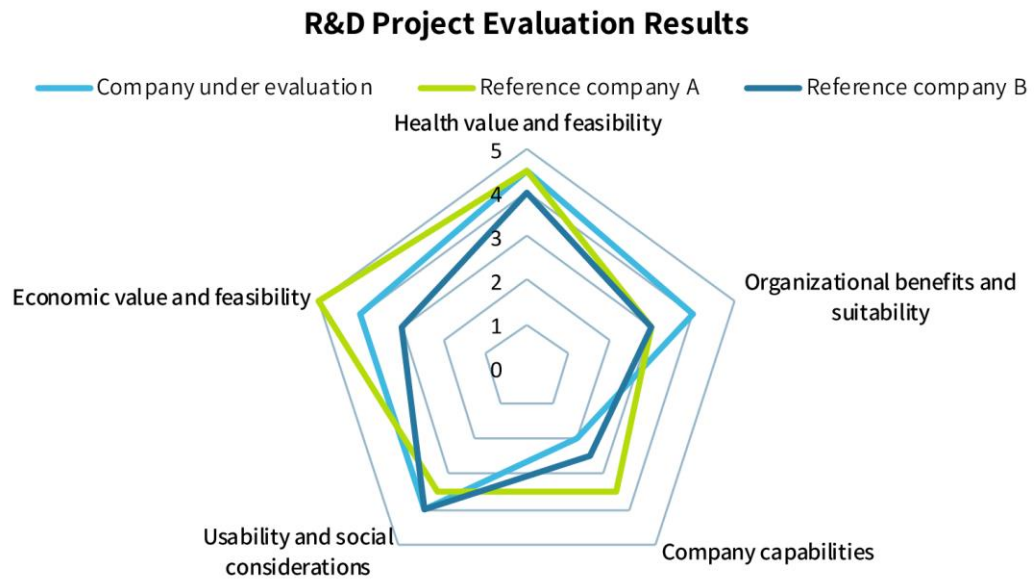 R&D Project Evaluation Results
Company under evaluation
Reference company A
Reference company B
Health value and feasibility
5
4
3
2
1
0
Organizational benefits and
suitability
Economic value and feasibility
Usability and social
considerations
Company capabilities